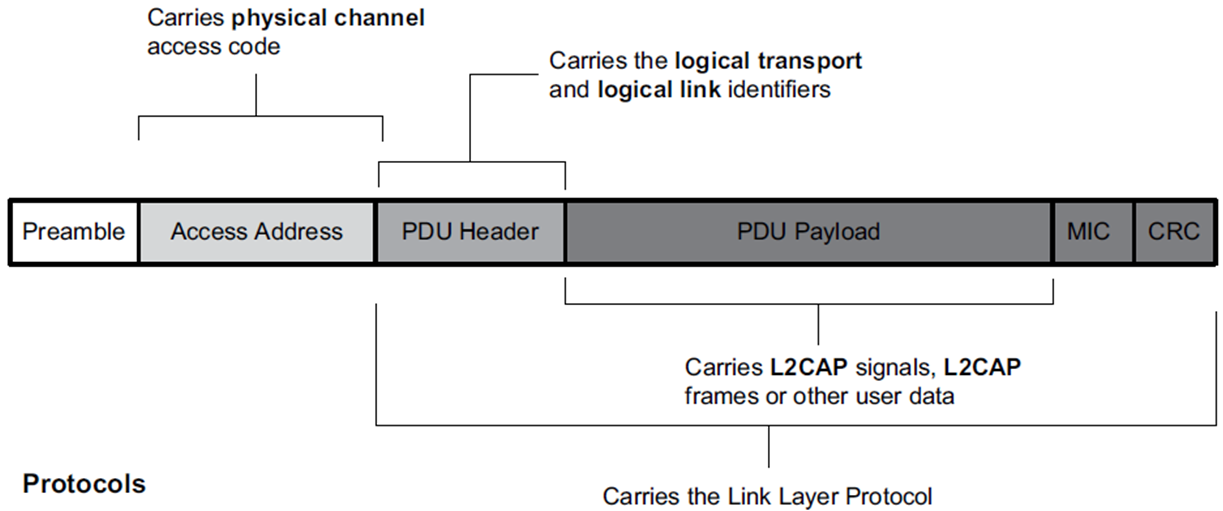 Carries physical channel
access code
Carries the logical transport
and logical link identifiers
Preamble Access Address PDU Header PDU Payload MIC CRC
Carries L2CAP signals, L2CAP
frames or other user data
Protocols
Carries the Link Layer Protocol